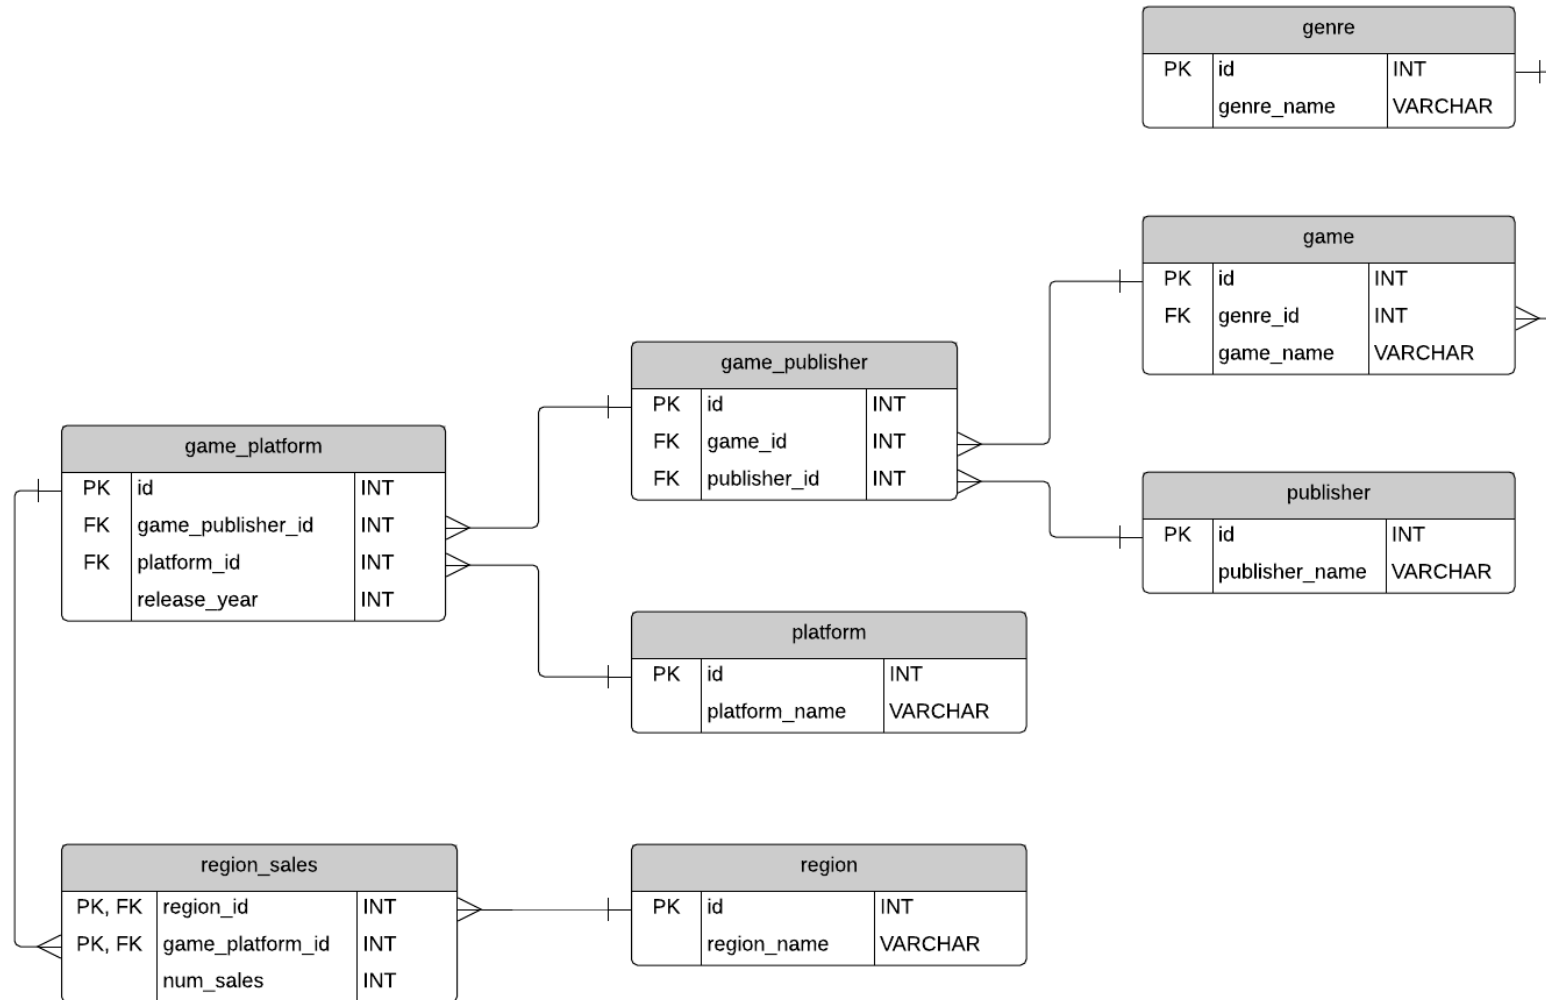 genre
PK id INT
genre_name VARCHAR
game
PK id INT
FK genre_id INT
game_name VARCHAR
game_publisher
PK id INT
FK game_id INT
FK publisher_id INT
game_platform
PK id INT
FK game_publisher_id INT
FK platform_id INT
release_year INT
publisher
PK id INT
publisher_name VARCHAR
platform
PK id INT
platform_name VARCHAR
region_sales
PK, FK region_id INT
PK, FK game_platform_id INT
num_sales INT
region
PK id INT
region_name VARCHAR